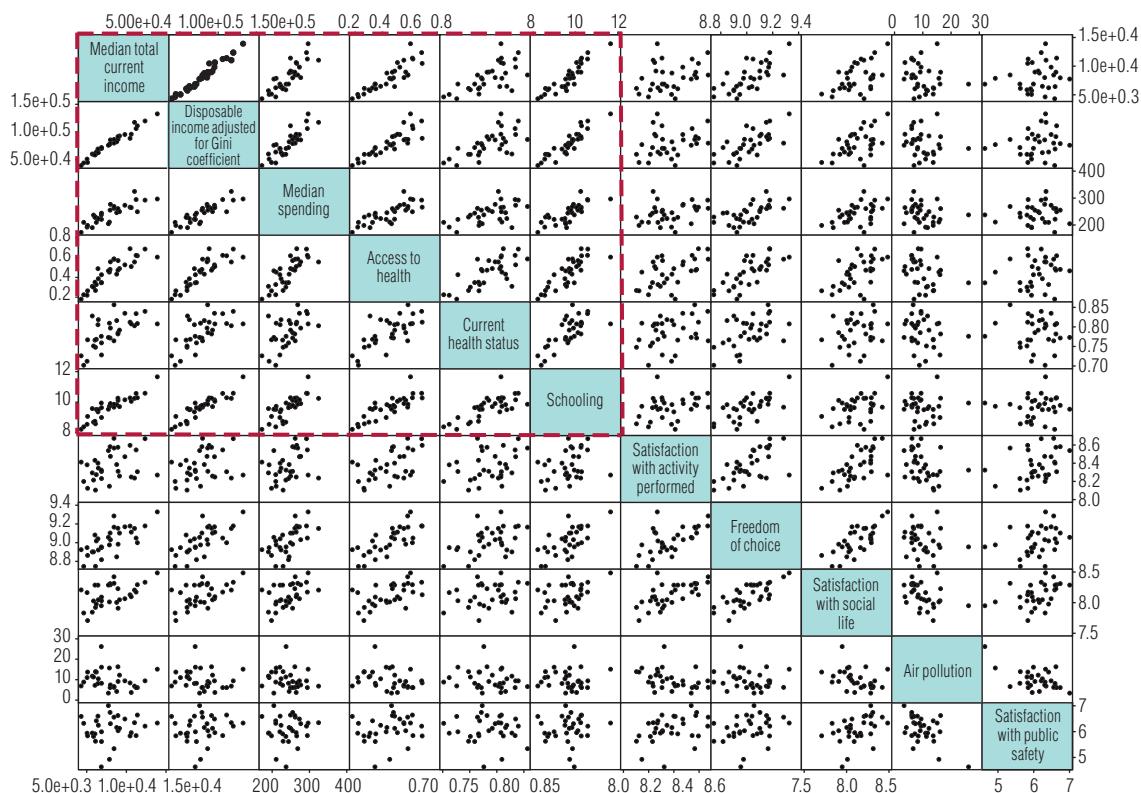 5.00e+0.4 1.50e+0.5 0.2 0.4 0.6 0.8 8 10 12 8.8 9.0 9.2 9.4 0 10 20 30
Median total
current
income
1.5e+0.4
1.0e+0.4
5.0e+0.3
1.5e+0.5
1.0e+0.5
5.0e+0.4
Disposable
income adjusted
for Gini
coefficient
Median
spending
400
300
200
0.8
0.6
0.4
0.2
Access to
health
Current
health status
0.85
0.80
0.75
0.70
12
10
8
Schooling
Satisfaction
with activity
performed
8.6
8.4
8.2
8.0
9.4
9.2
9.0
8.8
Freedom
of choice
Satisfaction
with social
life
8.5
8.0
7.5
30
20
10
0
Air pollution
Satisfaction
with public
safety
7
6
5
5.0e+0.3 1.0e+0.4 1.5e+0.4 200 300 400 0.70 0.75 0.80 0.85 8.0 8.2 8.4 8.6 7.5 8.0 8.5 5 6 7